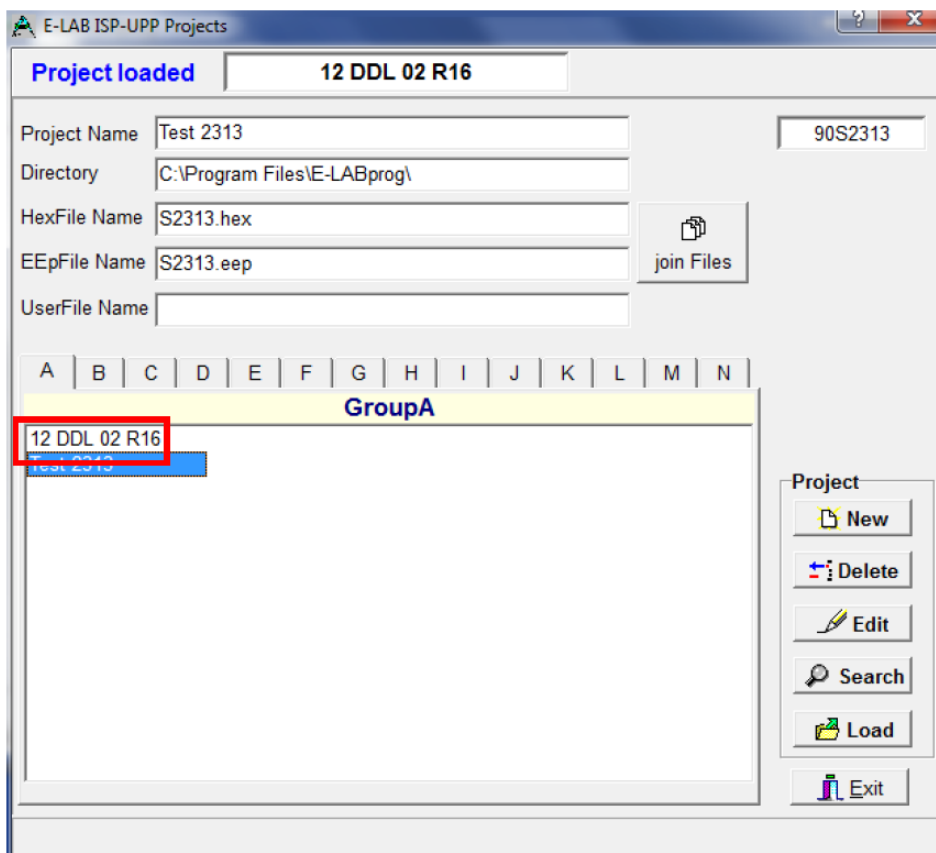 E-LAB ISP-UPP Projects
?
X
Project loaded 12 DDL 02 R16
Project Name Test 2313 90S2313
Directory C:\Program Files\E-LABprog\
HexFile Name S2313.hex
EEpFile Name S2313.eep
join Files
UserFile Name
A B C D E F G H I J K L M N
GroupA
12 DDL 02 R16
Test 2313
Project
New
Delete
Edit
Search
Load
Exit